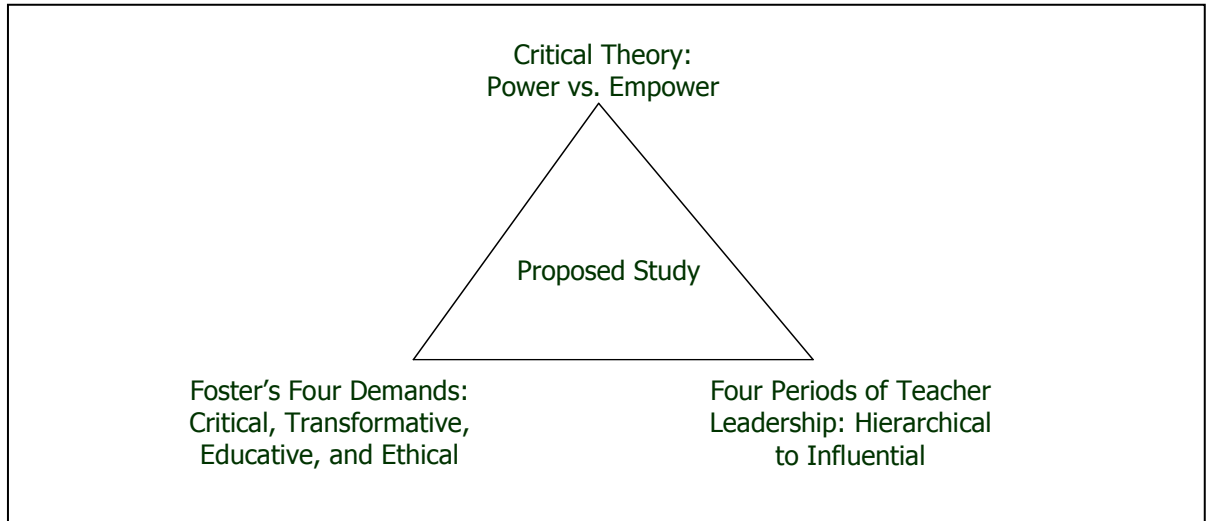 Critical Theory:
Power vs. Empower
Proposed Study
Foster’s Four Demands:
Critical, Transformative,
Educative, and Ethical
Four Periods of Teacher
Leadership: Hierarchical
to Influential